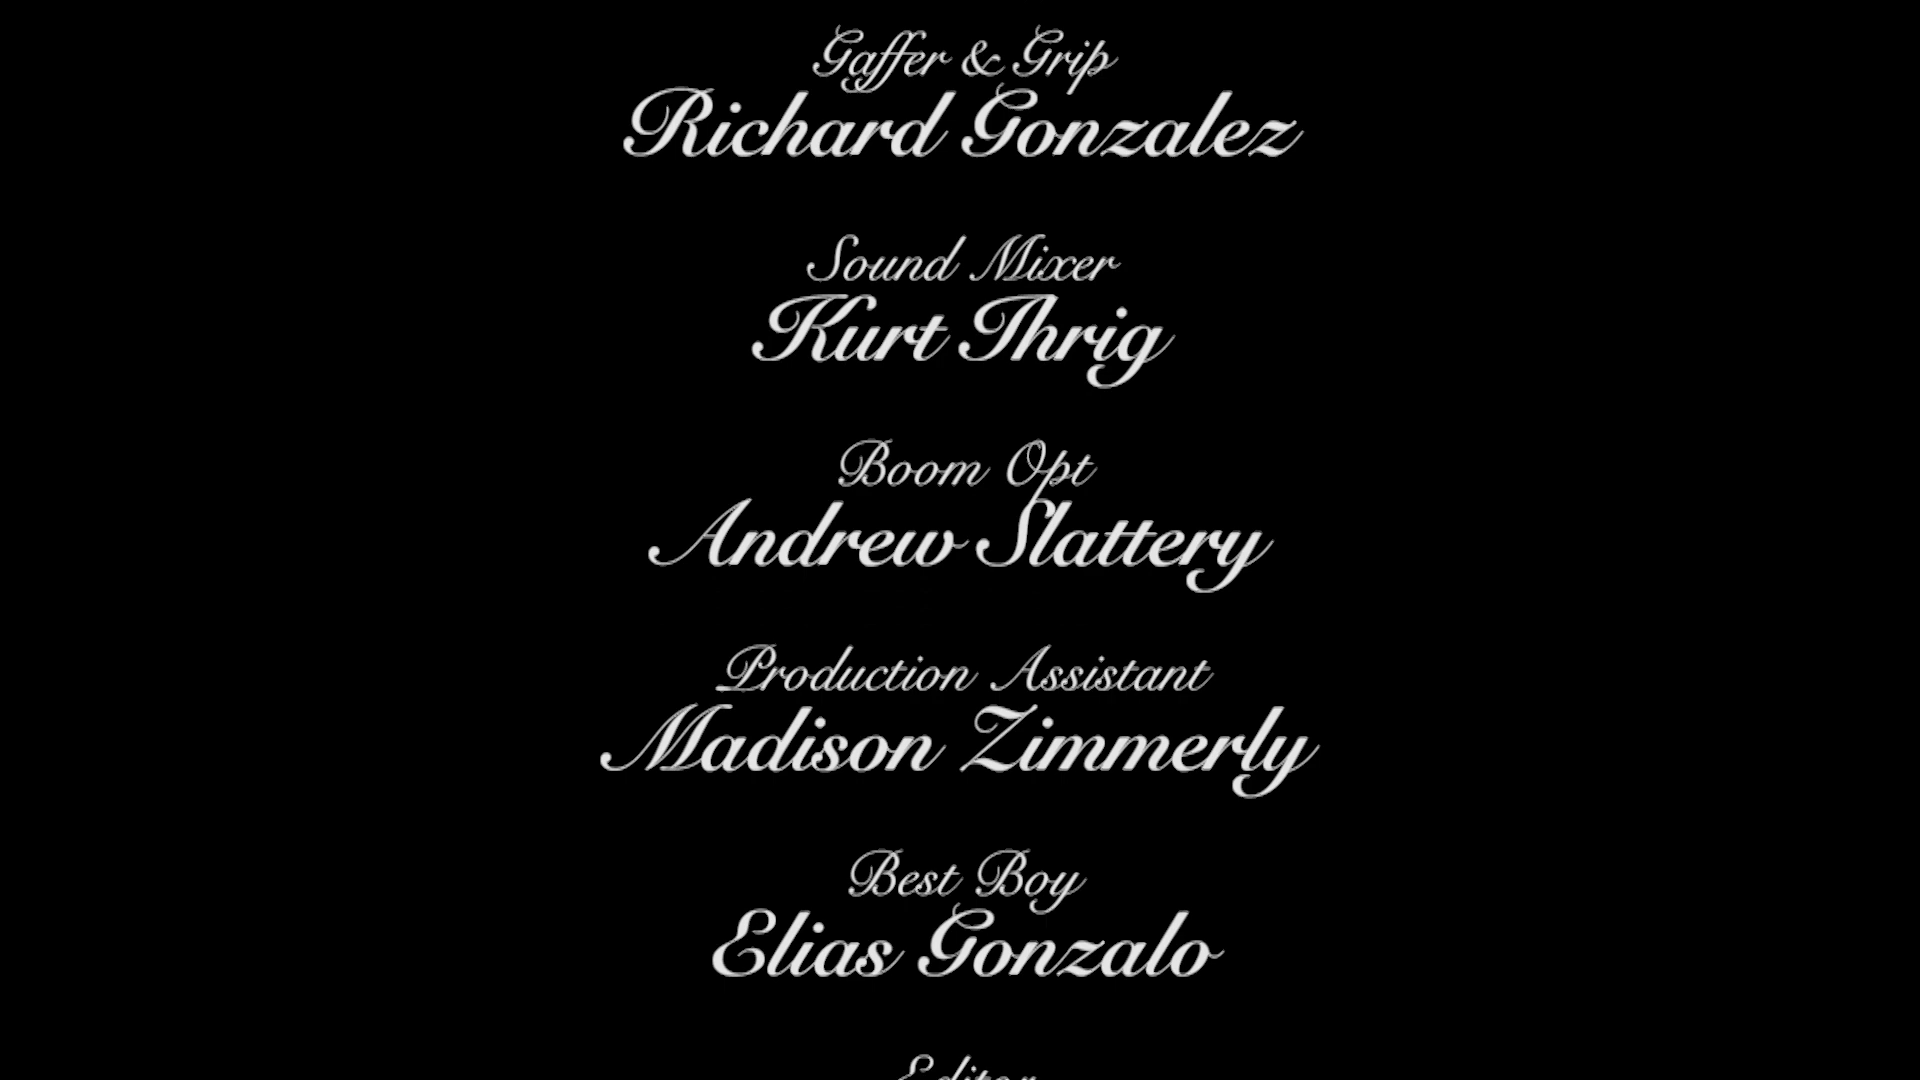 Gaffer & Grip
Richard Gonzalez
Sound Mixer
Kurt Ihrig
Boom Opt
Andrew Slattery
Production Assistant
Madison Zimmerly
Best Boy
Elias Gonzalo
Editor